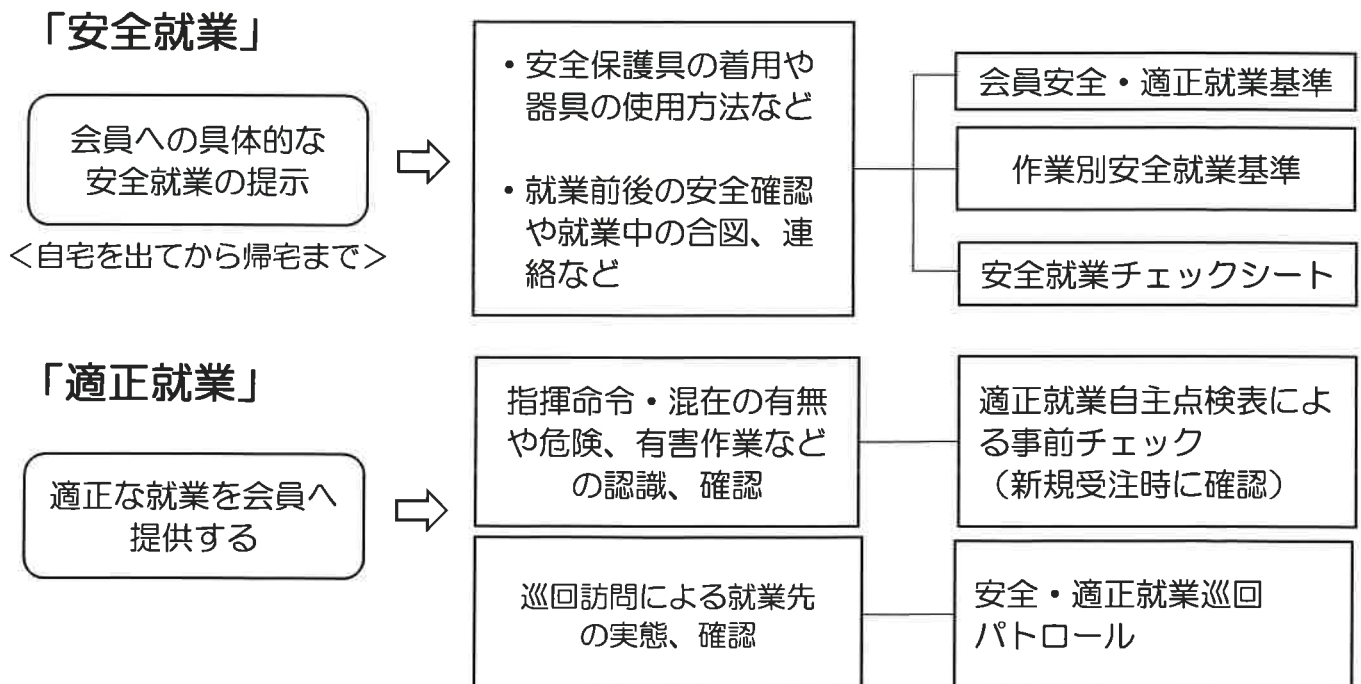 「安全就業」
会員への具体的な
安全就業の提示
＜自宅を出てから帰宅まで＞
・安全保護具の着用や
器具の使用方法など
・就業前後の安全確認
や就業中の合図、連
絡など
会員安全・適正就業基準
作業別安全就業基準
安全就業チェックシート
「適正就業」
適正な就業を会員へ
提供する
指揮命令・混在の有無
や危険、有害作業など
の認識、確認
適正就業自主点検表によ
る事前チェック
（新規受注時に確認）
巡回訪問による就業先
の実態、確認
安全・適正就業巡回
パトロール